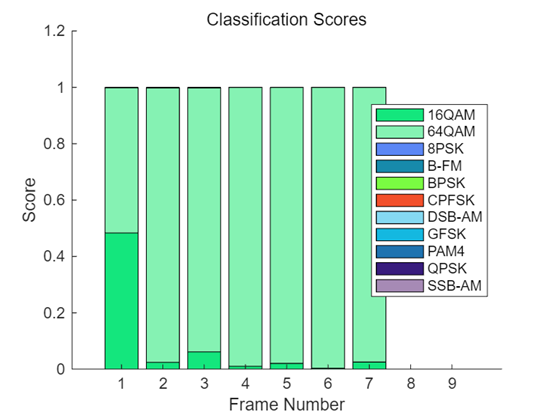 Classification Scores
1.2
1
0.8
0.6
0.4
0.2
0
Score
16QAM
64QAM
8PSK
B-FM
BPSK
CPFSK
DSB-AM
GFSK
PAM4
QPSK
SSB-AM
1 2 3 4 5 6 7 8 9
Frame Number